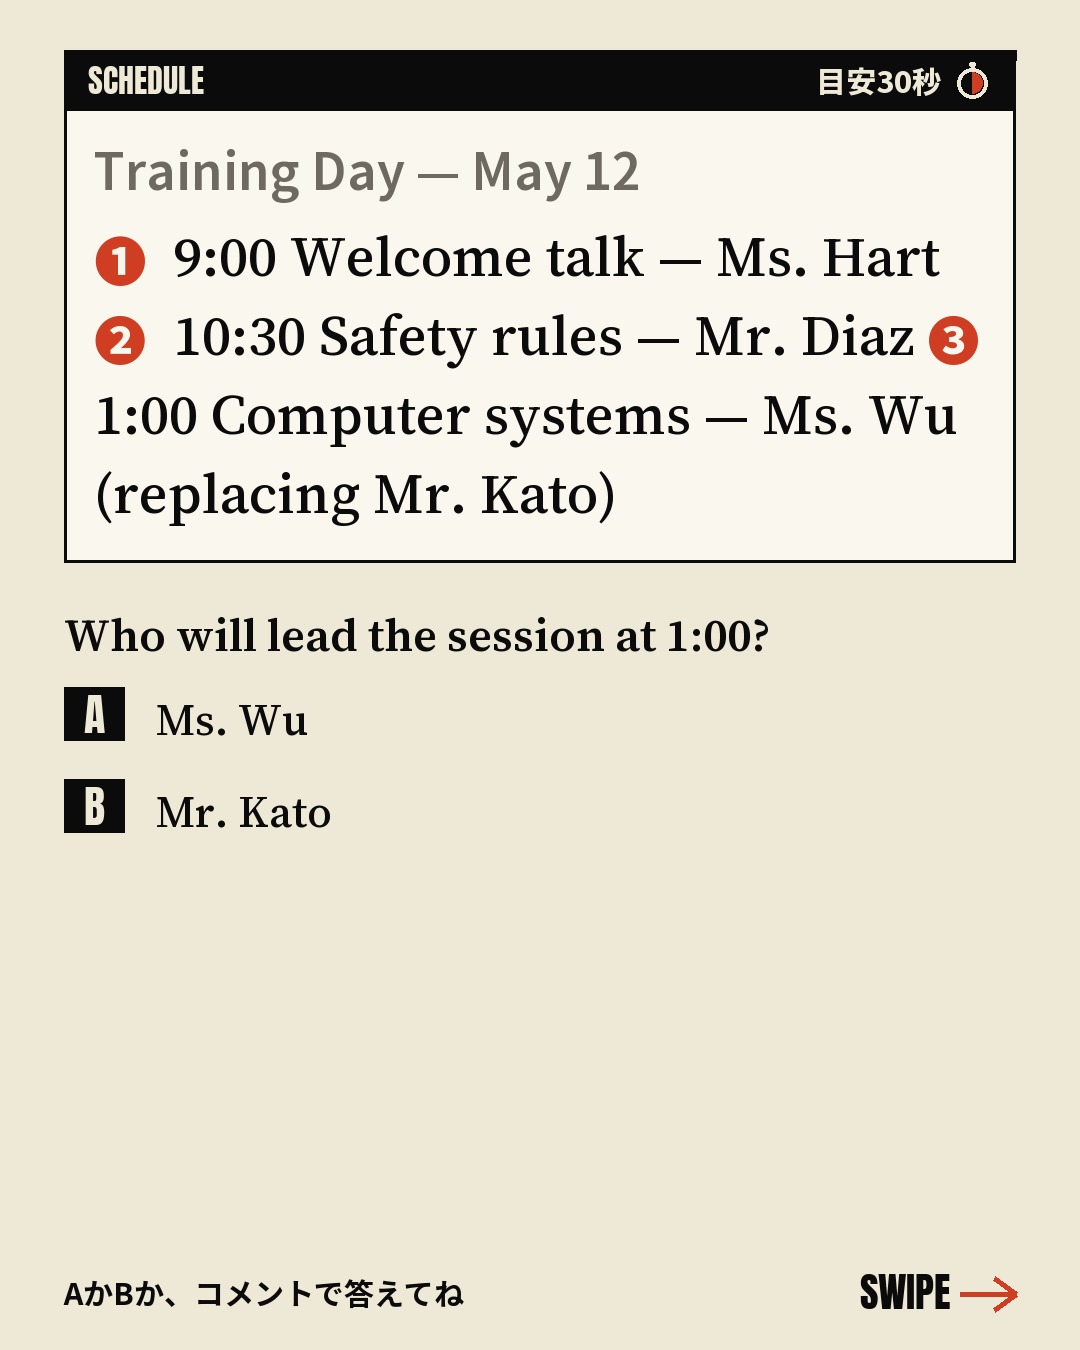 SCHEDULE 目安30秒
Training Day — May 12
1 9:00 Welcome talk — Ms. Hart
2 10:30 Safety rules — Mr. Diaz 3
1:00 Computer systems — Ms. Wu
(replacing Mr. Kato)
Who will lead the session at 1:00?
A Ms. Wu
B Mr. Kato
AかBか、コメントで答えてね SWIPE